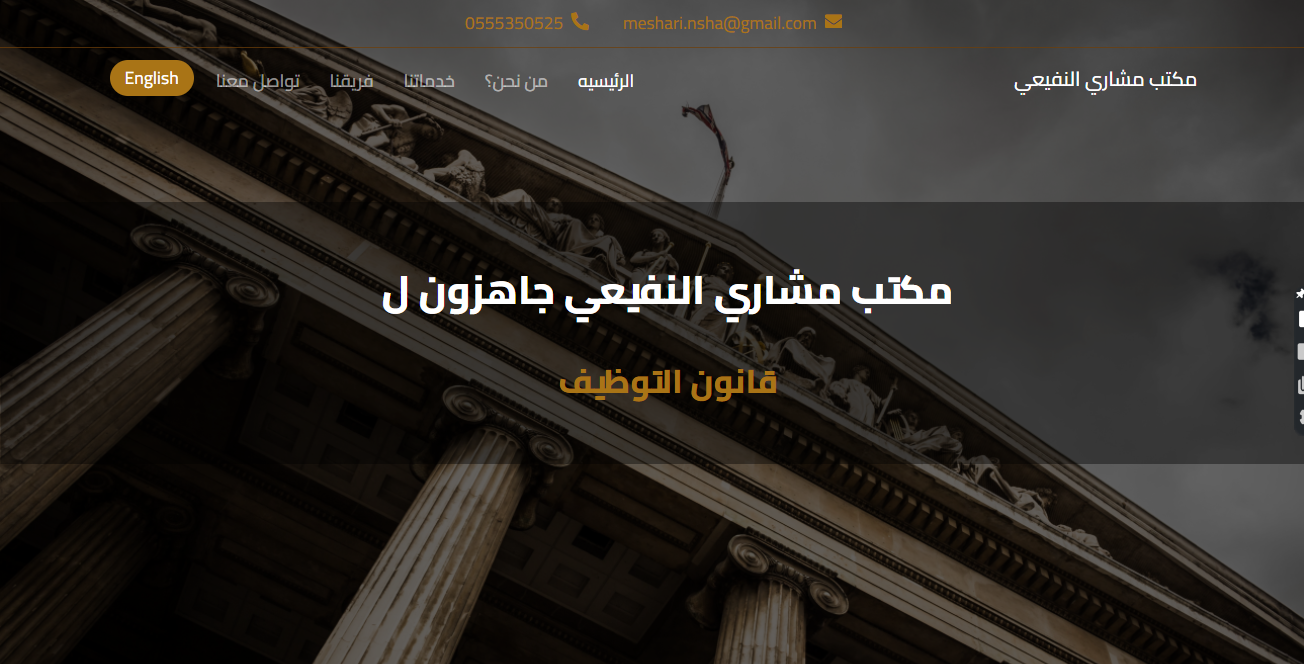 meshari.nsha@gmail.com 0555350525
مكتب مشاري النفيعي
الرئيسيه من نحن؟ خدماتنا فريقنا تواصل معنا English
مكتب مشاري النفيعي جاهزون ل
قانون التوظيف